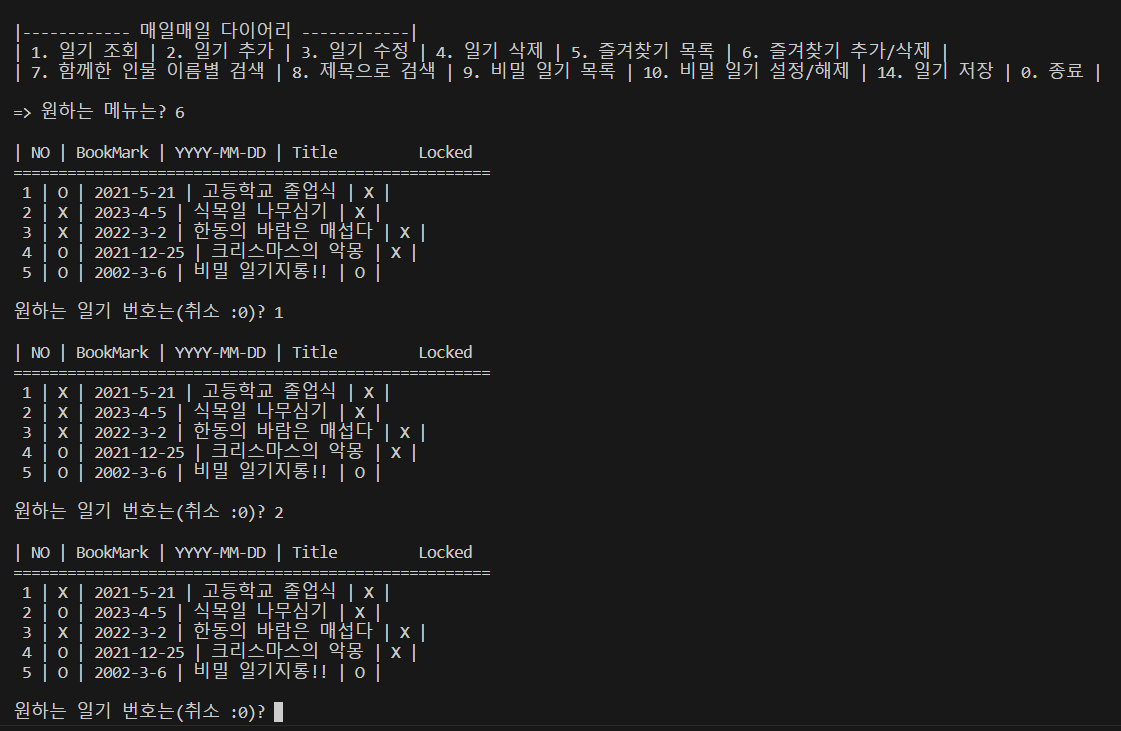 |------------ 매일매일 다이어리 ------------|
| 1. 일기 조회 | 2. 일기 추가 | 3. 일기 수정 | 4. 일기 삭제 | 5. 즐겨찾기 목록 | 6. 즐겨찾기 추가/삭제 |
| 7. 함께한 인물 이름별 검색 | 8. 제목으로 검색 | 9. 비밀 일기 목록 | 10. 비밀 일기 설정/해제 | 14. 일기 저장 | 0. 종료 |
=> 원하는 메뉴는? 6
| NO | BookMark | YYYY-MM-DD | Title         Locked
=====================================================
1 | O | 2021-5-21 | 고등학교 졸업식 | X |
2 | X | 2023-4-5 | 식목일 나무심기 | X |
3 | X | 2022-3-2 | 한동의 바람은 매섭다 | X |
4 | O | 2021-12-25 | 크리스마스의 악몽 | X |
5 | O | 2002-3-6 | 비밀 일기지롱!! | O |
원하는 일기 번호는(취소 :0)? 1
| NO | BookMark | YYYY-MM-DD | Title         Locked
=====================================================
1 | X | 2021-5-21 | 고등학교 졸업식 | X |
2 | X | 2023-4-5 | 식목일 나무심기 | X |
3 | X | 2022-3-2 | 한동의 바람은 매섭다 | X |
4 | O | 2021-12-25 | 크리스마스의 악몽 | X |
5 | O | 2002-3-6 | 비밀 일기지롱!! | O |
원하는 일기 번호는(취소 :0)? 2
| NO | BookMark | YYYY-MM-DD | Title         Locked
=====================================================
1 | X | 2021-5-21 | 고등학교 졸업식 | X |
2 | O | 2023-4-5 | 식목일 나무심기 | X |
3 | X | 2022-3-2 | 한동의 바람은 매섭다 | X |
4 | O | 2021-12-25 | 크리스마스의 악몽 | X |
5 | O | 2002-3-6 | 비밀 일기지롱!! | O |
원하는 일기 번호는(취소 :0)?